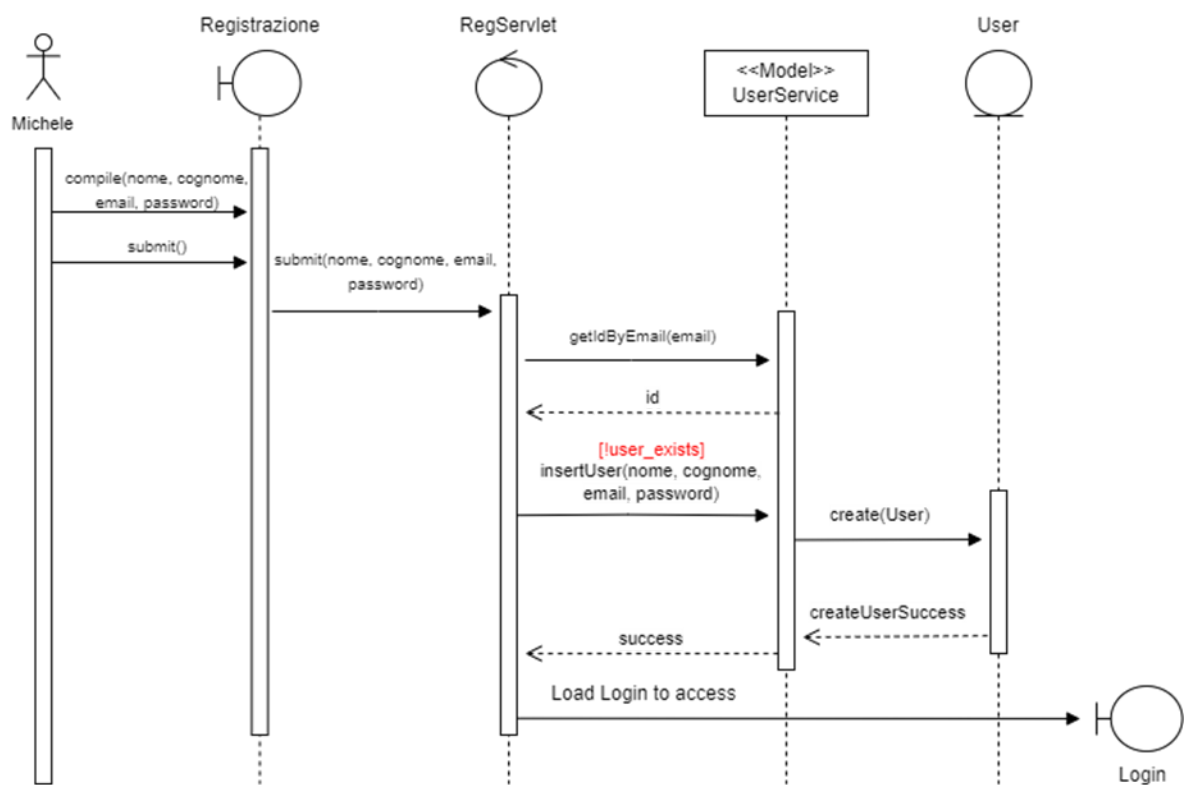 Registrazione
RegServlet
User
<<Model>>
UserService
Michele
compile(nome, cognome,
email, password)
submit()
submit(nome, cognome, email,
password)
getIdByEmail(email)
id
[!user_exists]
insertUser(nome, cognome,
email, password)
create(User)
createUserSuccess
success
Load Login to access
Login